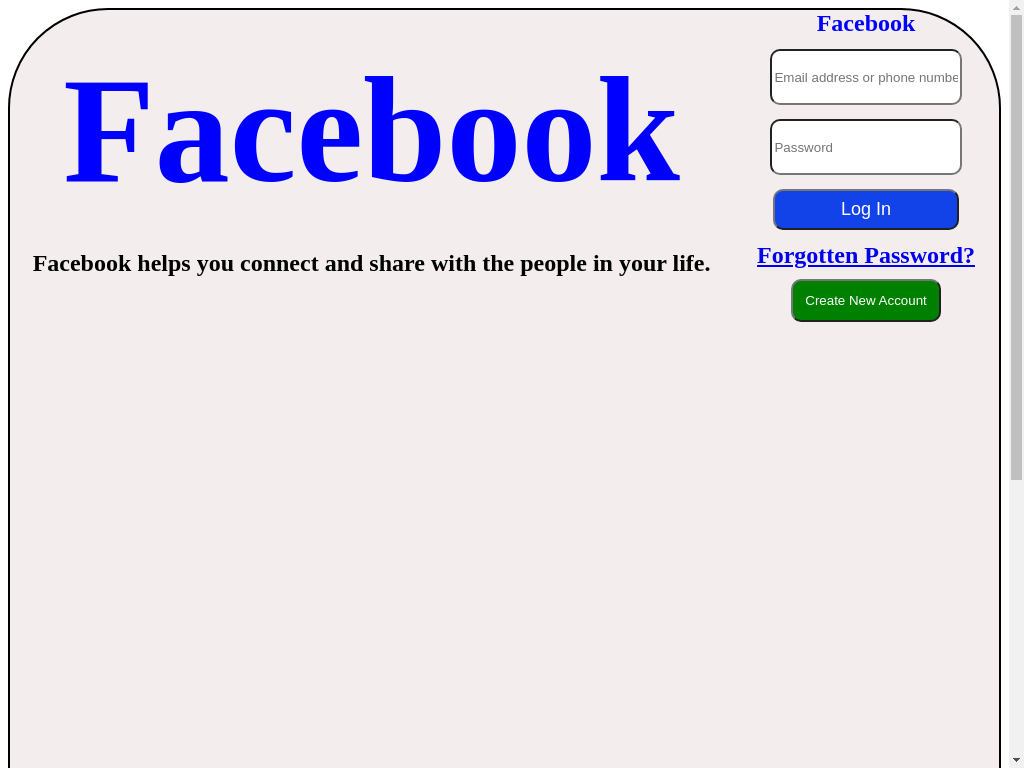 Facebook
Facebook helps you connect and share with the people in your life.
Facebook
Email address or phone numbe
Password
Log In
Forgotten Password?
Create New Account